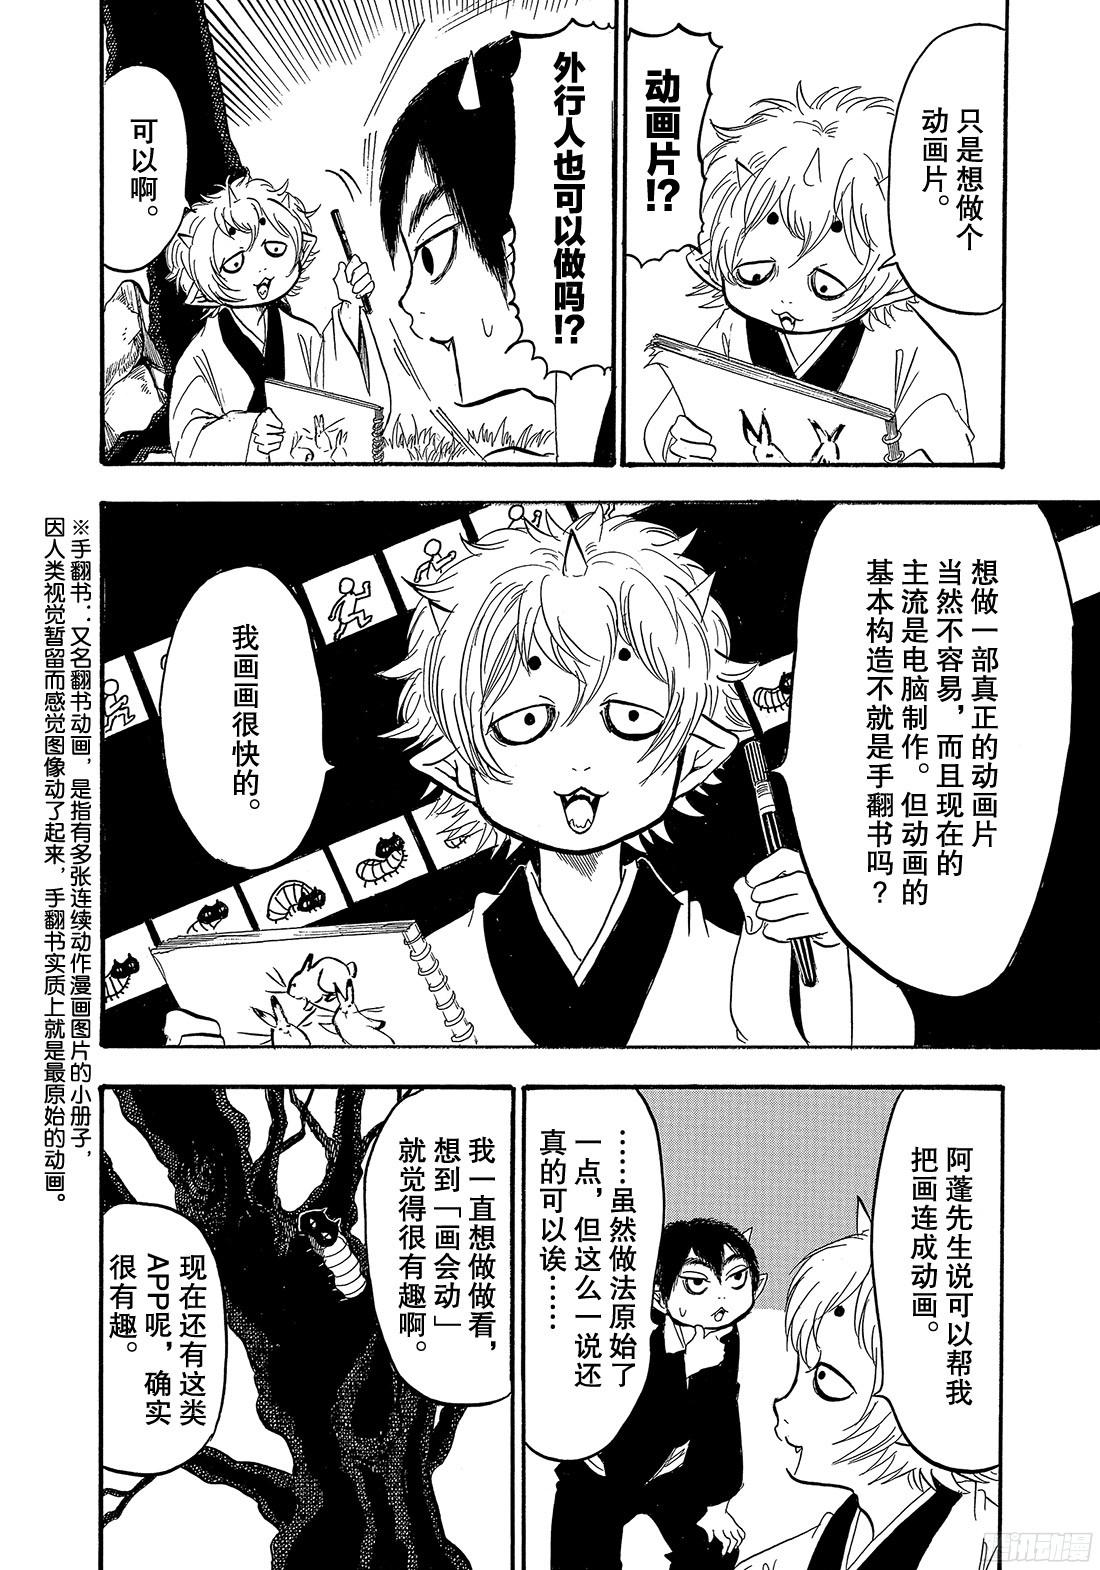 只是想做个
动画片。
动画片!?
外行人也可以做吗!?
可以啊。
想做一部真正的动画片
当然不容易，而且现在的
主流是电脑制作。但动画的
基本构造不就是手翻书吗？
我画画很快的。
※手翻书：又名翻书动画，是指有多张连续动作漫画图片的小册子，
因人类视觉暂留而感觉图像动了起来，手翻书实质上就是最原始的动画。
阿蓬先生说可以帮我
把画连成动画。
……虽然做法原始了
一点，但这么一说还
真的可以诶……
我一直想做做看，
想到「画会动」
就觉得很有趣啊。
现在还有这类
APP呢，确实
很有趣。
腾讯动漫